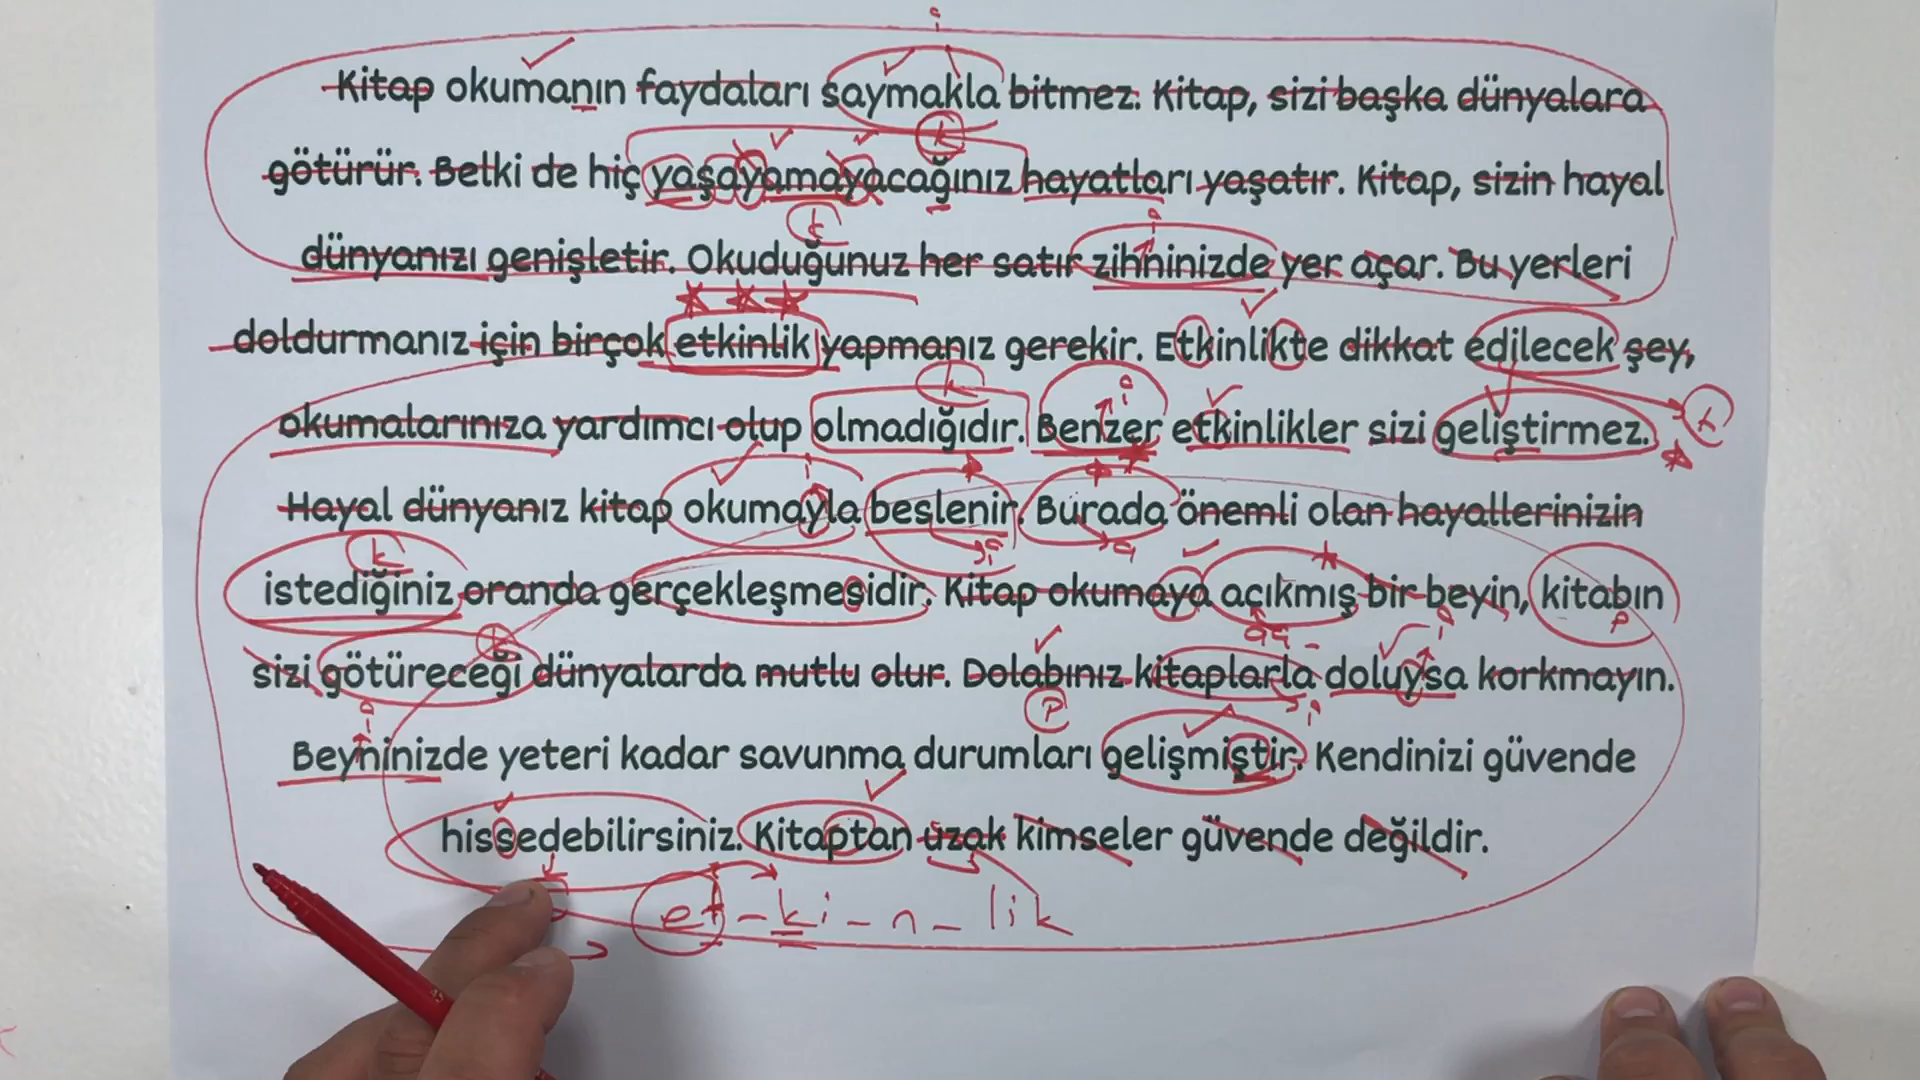 Kitap okumanın faydaları saymakla bitmez. Kitap, sizi başka dünyalara
götürür. Belki de hiç yaşayamayacağınız hayatları yaşatır. Kitap, sizin hayal
dünyanızı genişletir. Okuduğunuz her satır zihninizde yer açar. Bu yerleri
doldurmanız için birçok etkinlik yapmanız gerekir. Etkinlikte dikkat edilecek şey,
okumalarınıza yardımcı olup olmadığıdır. Benzer etkinlikler sizi geliştirmez.
Hayal dünyanız kitap okumayla beslenir. Burada önemli olan hayallerinizin
istediğiniz oranda gerçekleşmesidir. Kitap okumaya acıkmış bir beyin, kitabın
sizi götüreceği dünyalarda mutlu olur. Dolabınız kitaplarla doluysa korkmayın.
Beyninizde yeteri kadar savunma durumları gelişmiştir. Kendinizi güvende
hissedebilirsiniz. Kitaptan uzak kimseler güvende değildir.
et - ki - n - lik